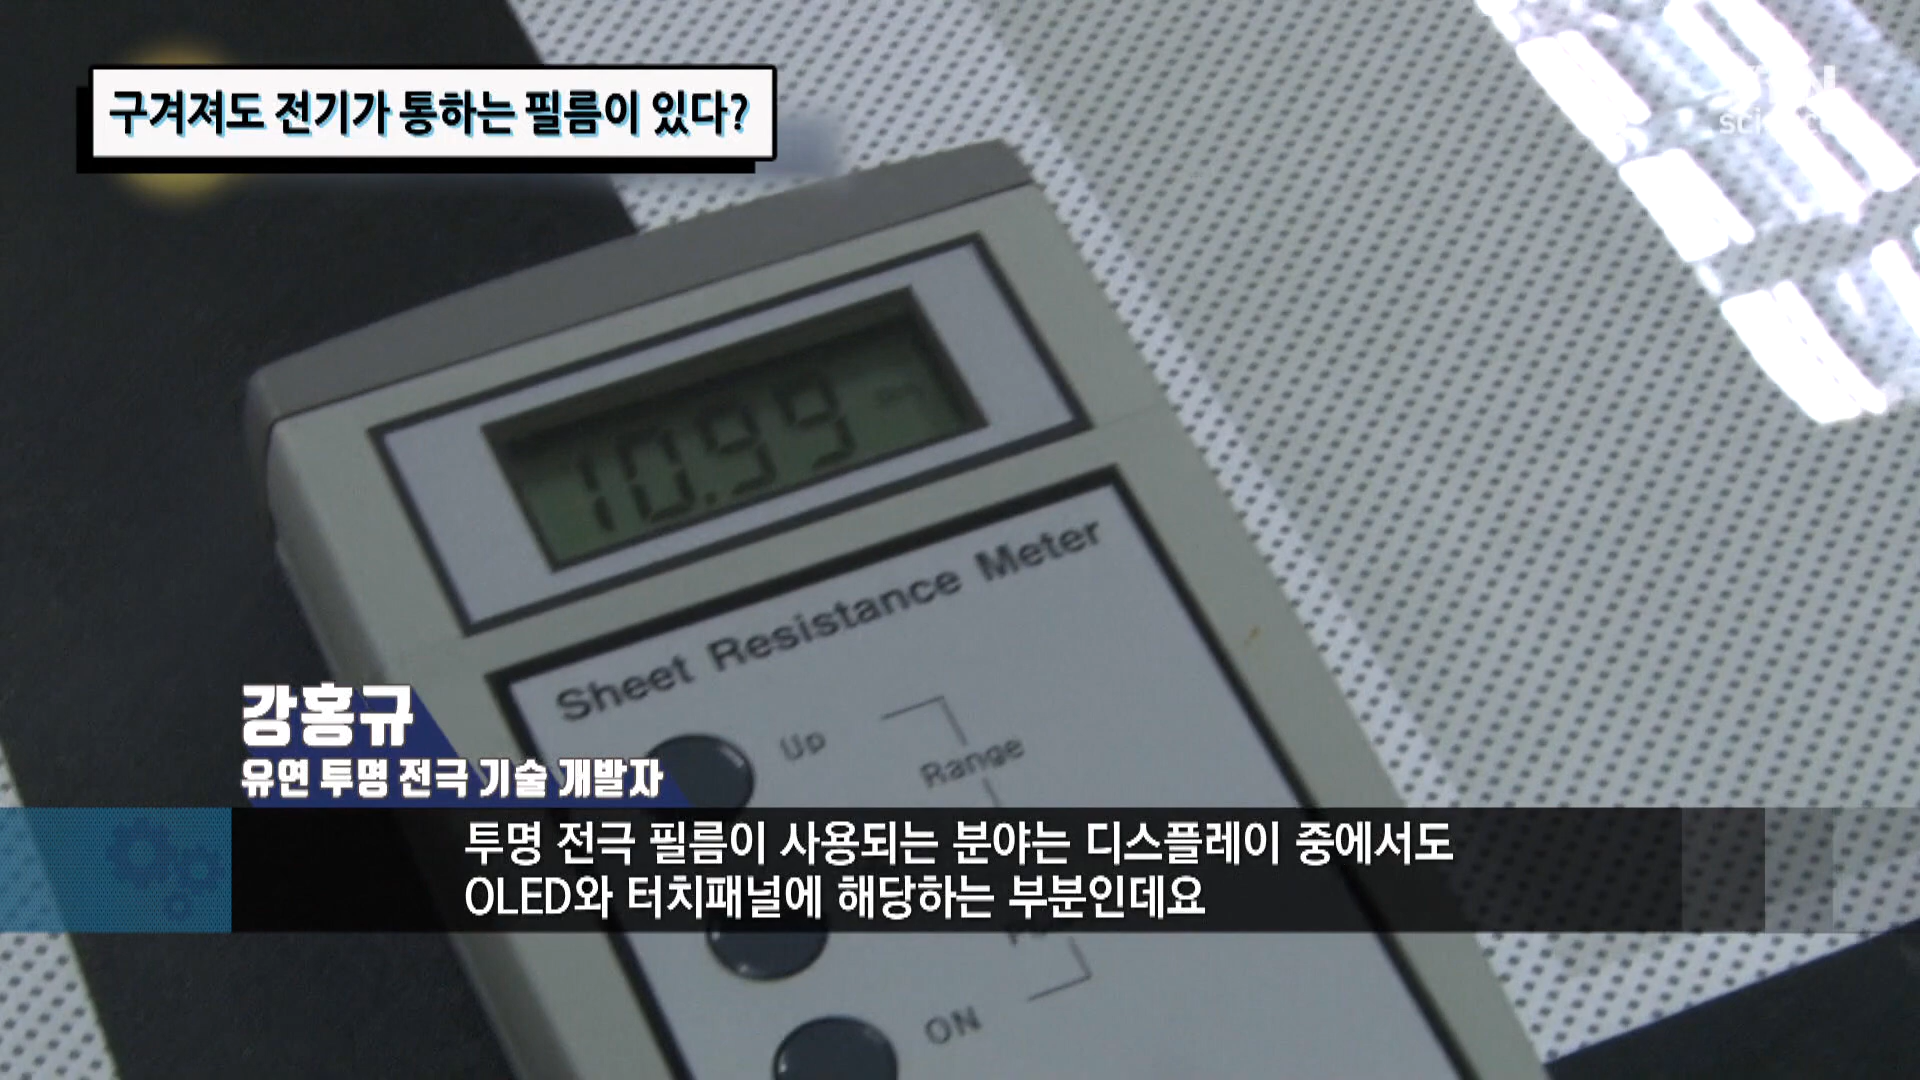 구겨져도 전기가 통하는 필름이 있다?
science
10.99
Sheet Resistance Meter
Up
Range
ON
강홍규
유연 투명 전극 기술 개발자
투명 전극 필름이 사용되는 분야는 디스플레이 중에서도
OLED와 터치패널에 해당하는 부분인데요